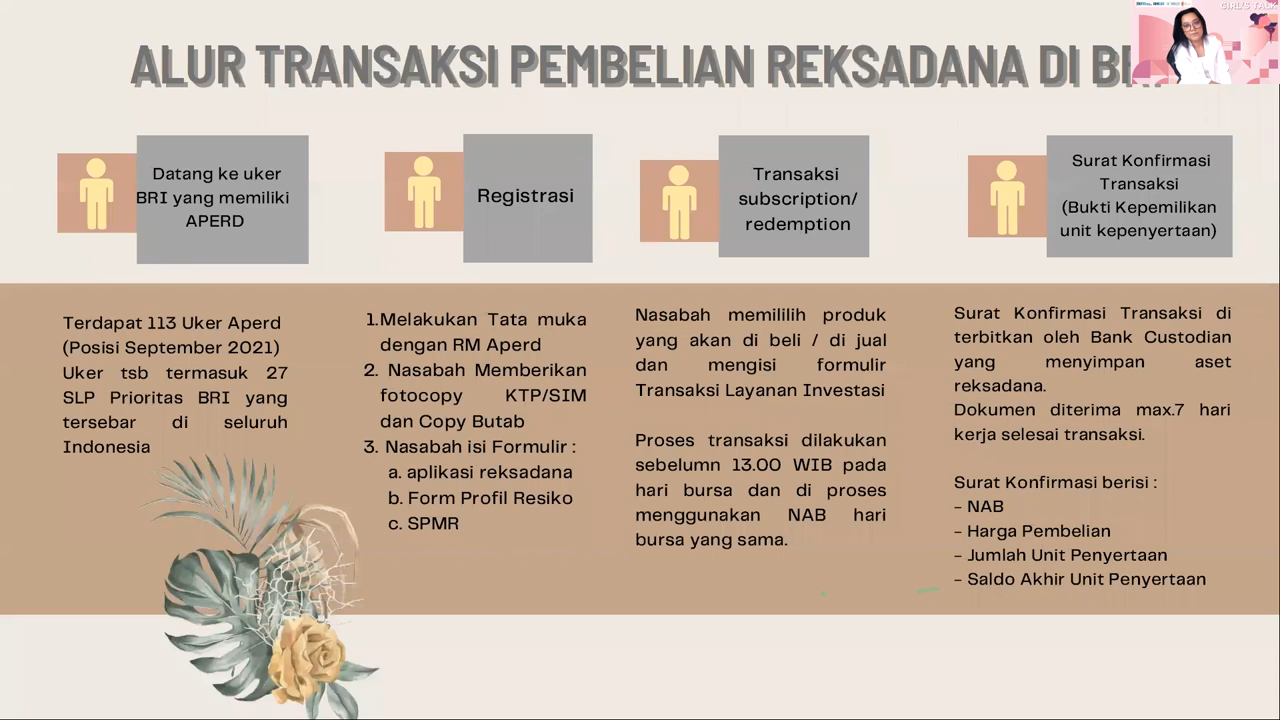 ALUR TRANSAKSI PEMBELIAN REKSADANA DI
GIRL'S TALK
Datang ke uker
BRI yang memiliki
APERD
Registrasi
Transaksi
subscription/
redemption
Surat Konfirmasi
Transaksi
(Bukti Kepemilikan
unit kepenyertaan)
Terdapat 113 Uker Aperd
(Posisi September 2021)
Uker tsb termasuk 27
SLP Prioritas BRI yang
tersebar di seluruh
Indonesia
1.Melakukan Tata muka
dengan RM Aperd
2. Nasabah Memberikan
fotocopy KTP/SIM
dan Copy Butab
3. Nasabah isi Formulir :
a. aplikasi reksadana
b. Form Profil Resiko
c. SPMR
Nasabah memililih produk
yang akan di beli / di jual
dan mengisi formulir
Transaksi Layanan Investasi
Proses transaksi dilakukan
sebelumn 13.00 WIB pada
hari bursa dan di proses
menggunakan NAB hari
bursa yang sama.
Surat Konfirmasi Transaksi di
terbitkan oleh Bank Custodian
yang menyimpan aset
reksadana.
Dokumen diterima max.7 hari
kerja selesai transaksi.
Surat Konfirmasi berisi :
- NAB
- Harga Pembelian
- Jumlah Unit Penyertaan
- Saldo Akhir Unit Penyertaan